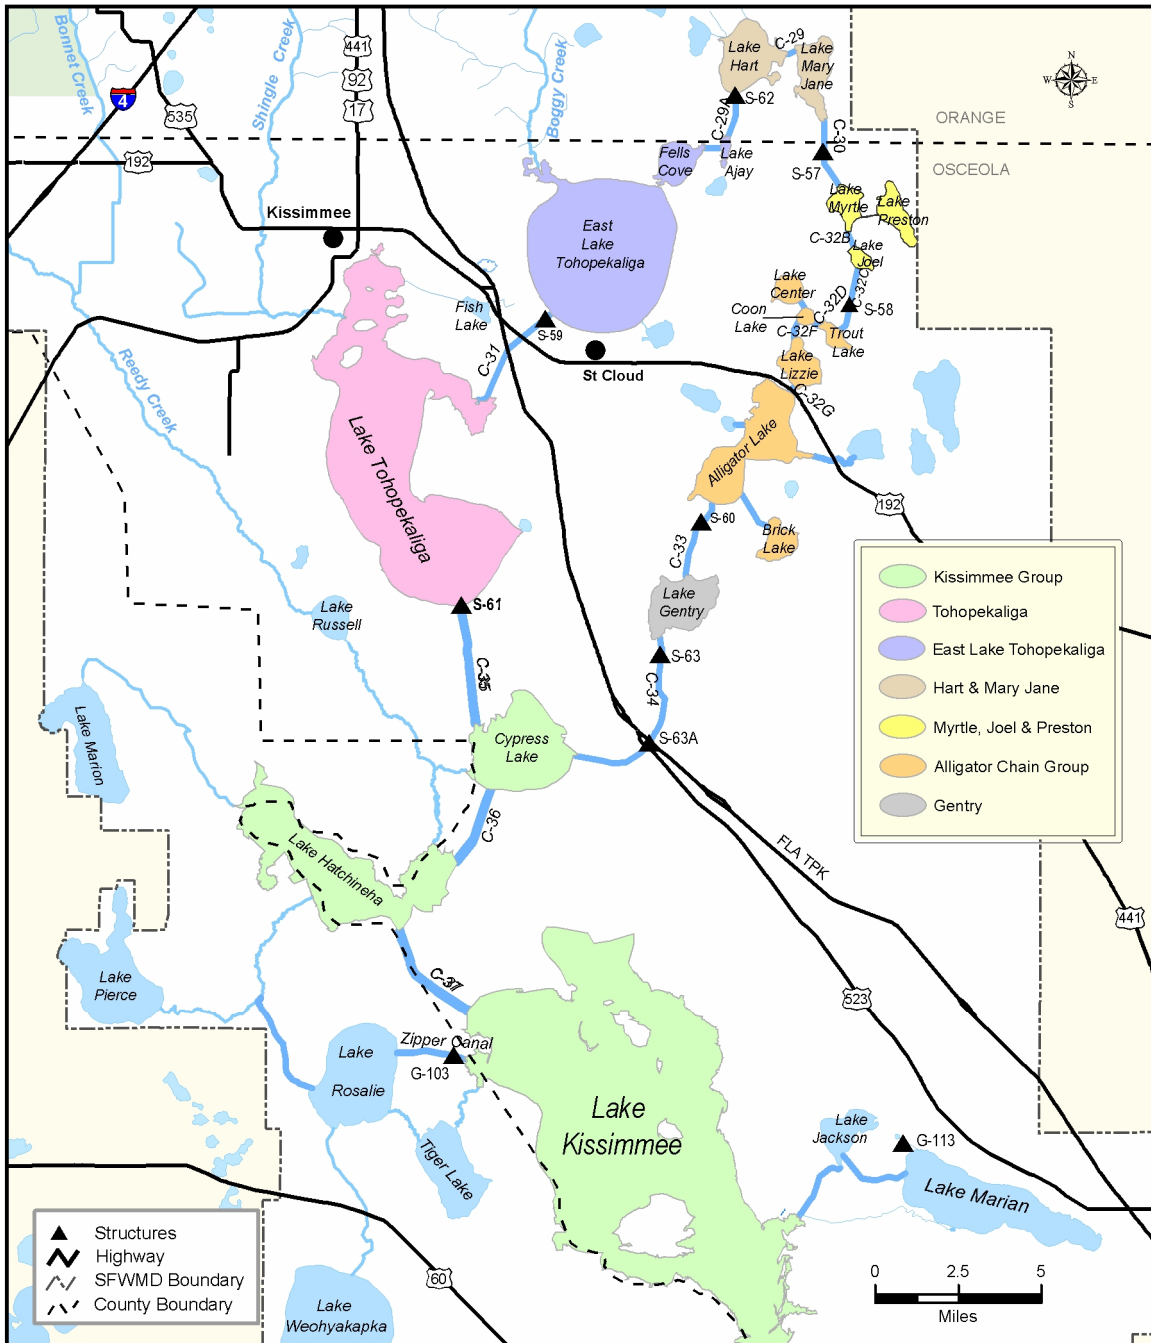 Bonnet Creek
Shingle Creek
Boggy Creek
441
92
17
4
535
192
Lake
Hart
C-29
Lake
Mary
Jane
S-62
C-29A
C-30
N
W
E
S
ORANGE
OSCEOLA
Fells
Cove
Lake
Ajay
S-57
Lake
Myrtle
Lake
Preston
Kissimmee
East
Lake
Tohopekaliga
C-32B
Lake
Joel
Lake
Center
C-32C
C-32D
S-58
Coon
Lake
C-32F
Trout
Lake
Fish
Lake
S-59
C-31
St Cloud
Lake
Lizzie
C-32G
Reedy Creek
Lake Tohopekaliga
Alligator Lake
192
S-60
Brick
Lake
C-33
Lake
Gentry
Lake
Russell
S-61
C-35
S-63
C-34
S-63A
Cypress
Lake
Lake Marion
C-36
Lake Hatchineha
FLA TPK
441
Kissimmee Group
Tohopekaliga
East Lake Tohopekaliga
Hart & Mary Jane
Myrtle, Joel & Preston
Alligator Chain Group
Gentry
Lake
Pierce
C-37
523
Zipper Canal
G-103
Lake
Rosalie
Lake
Kissimmee
Tiger Lake
Lake
Jackson
G-113
Lake Marian
60
Lake
Weohyakapka
Structures
Highway
SFWMD Boundary
County Boundary
0
2.5
5
Miles